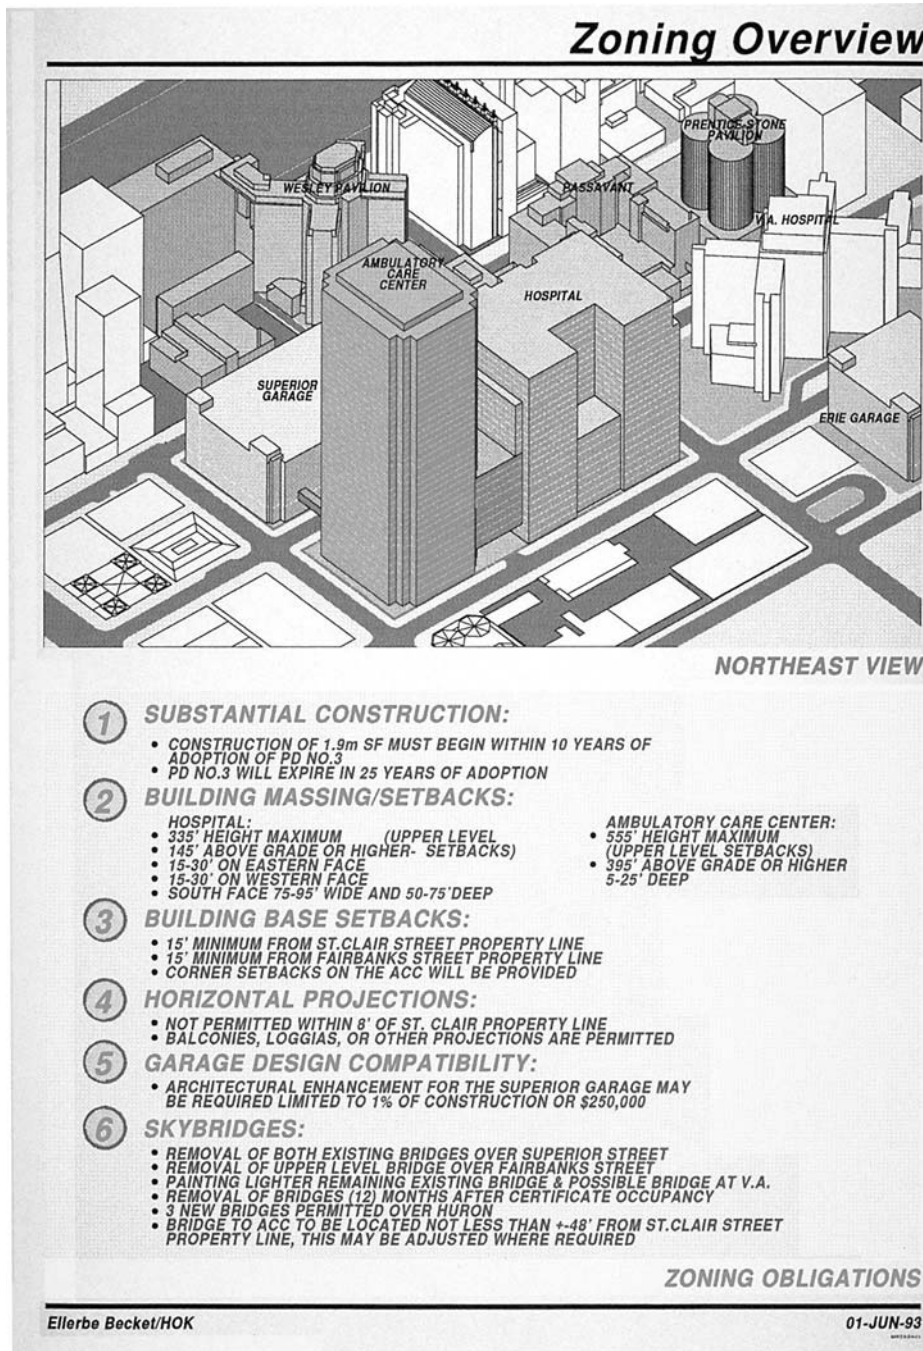 Zoning Overview
PRENTICE-STONE
PAVILION
WESLEY PAVILION
PASSAVANT
V.A. HOSPITAL
AMBULATORY
CARE
CENTER
HOSPITAL
SUPERIOR
GARAGE
ERIE GARAGE
NORTHEAST VIEW
1 SUBSTANTIAL CONSTRUCTION:
• CONSTRUCTION OF 1.9m SF MUST BEGIN WITHIN 10 YEARS OF
ADOPTION OF PD NO.3
• PD NO.3 WILL EXPIRE IN 25 YEARS OF ADOPTION
2 BUILDING MASSING/SETBACKS:
HOSPITAL:
• 335' HEIGHT MAXIMUM (UPPER LEVEL
• 145' ABOVE GRADE OR HIGHER- SETBACKS)
• 15-30' ON EASTERN FACE
• 15-30' ON WESTERN FACE
• SOUTH FACE 75-95' WIDE AND 50-75'DEEP
AMBULATORY CARE CENTER:
• 555' HEIGHT MAXIMUM
(UPPER LEVEL SETBACKS)
• 395' ABOVE GRADE OR HIGHER
5-25' DEEP
3 BUILDING BASE SETBACKS:
• 15' MINIMUM FROM ST.CLAIR STREET PROPERTY LINE
• 15' MINIMUM FROM FAIRBANKS STREET PROPERTY LINE
• CORNER SETBACKS ON THE ACC WILL BE PROVIDED
4 HORIZONTAL PROJECTIONS:
• NOT PERMITTED WITHIN 8' OF ST. CLAIR PROPERTY LINE
• BALCONIES, LOGGIAS, OR OTHER PROJECTIONS ARE PERMITTED
5 GARAGE DESIGN COMPATIBILITY:
• ARCHITECTURAL ENHANCEMENT FOR THE SUPERIOR GARAGE MAY
BE REQUIRED LIMITED TO 1% OF CONSTRUCTION OR $250,000
6 SKYBRIDGES:
• REMOVAL OF BOTH EXISTING BRIDGES OVER SUPERIOR STREET
• REMOVAL OF UPPER LEVEL BRIDGE OVER FAIRBANKS STREET
• PAINTING LIGHTER REMAINING EXISTING BRIDGE & POSSIBLE BRIDGE AT V.A.
• REMOVAL OF BRIDGES (12) MONTHS AFTER CERTIFICATE OCCUPANCY
• 3 NEW BRIDGES PERMITTED OVER HURON
• BRIDGE TO ACC TO BE LOCATED NOT LESS THAN +-48' FROM ST.CLAIR STREET
PROPERTY LINE, THIS MAY BE ADJUSTED WHERE REQUIRED
ZONING OBLIGATIONS
Ellerbe Becket/HOK
01-JUN-93